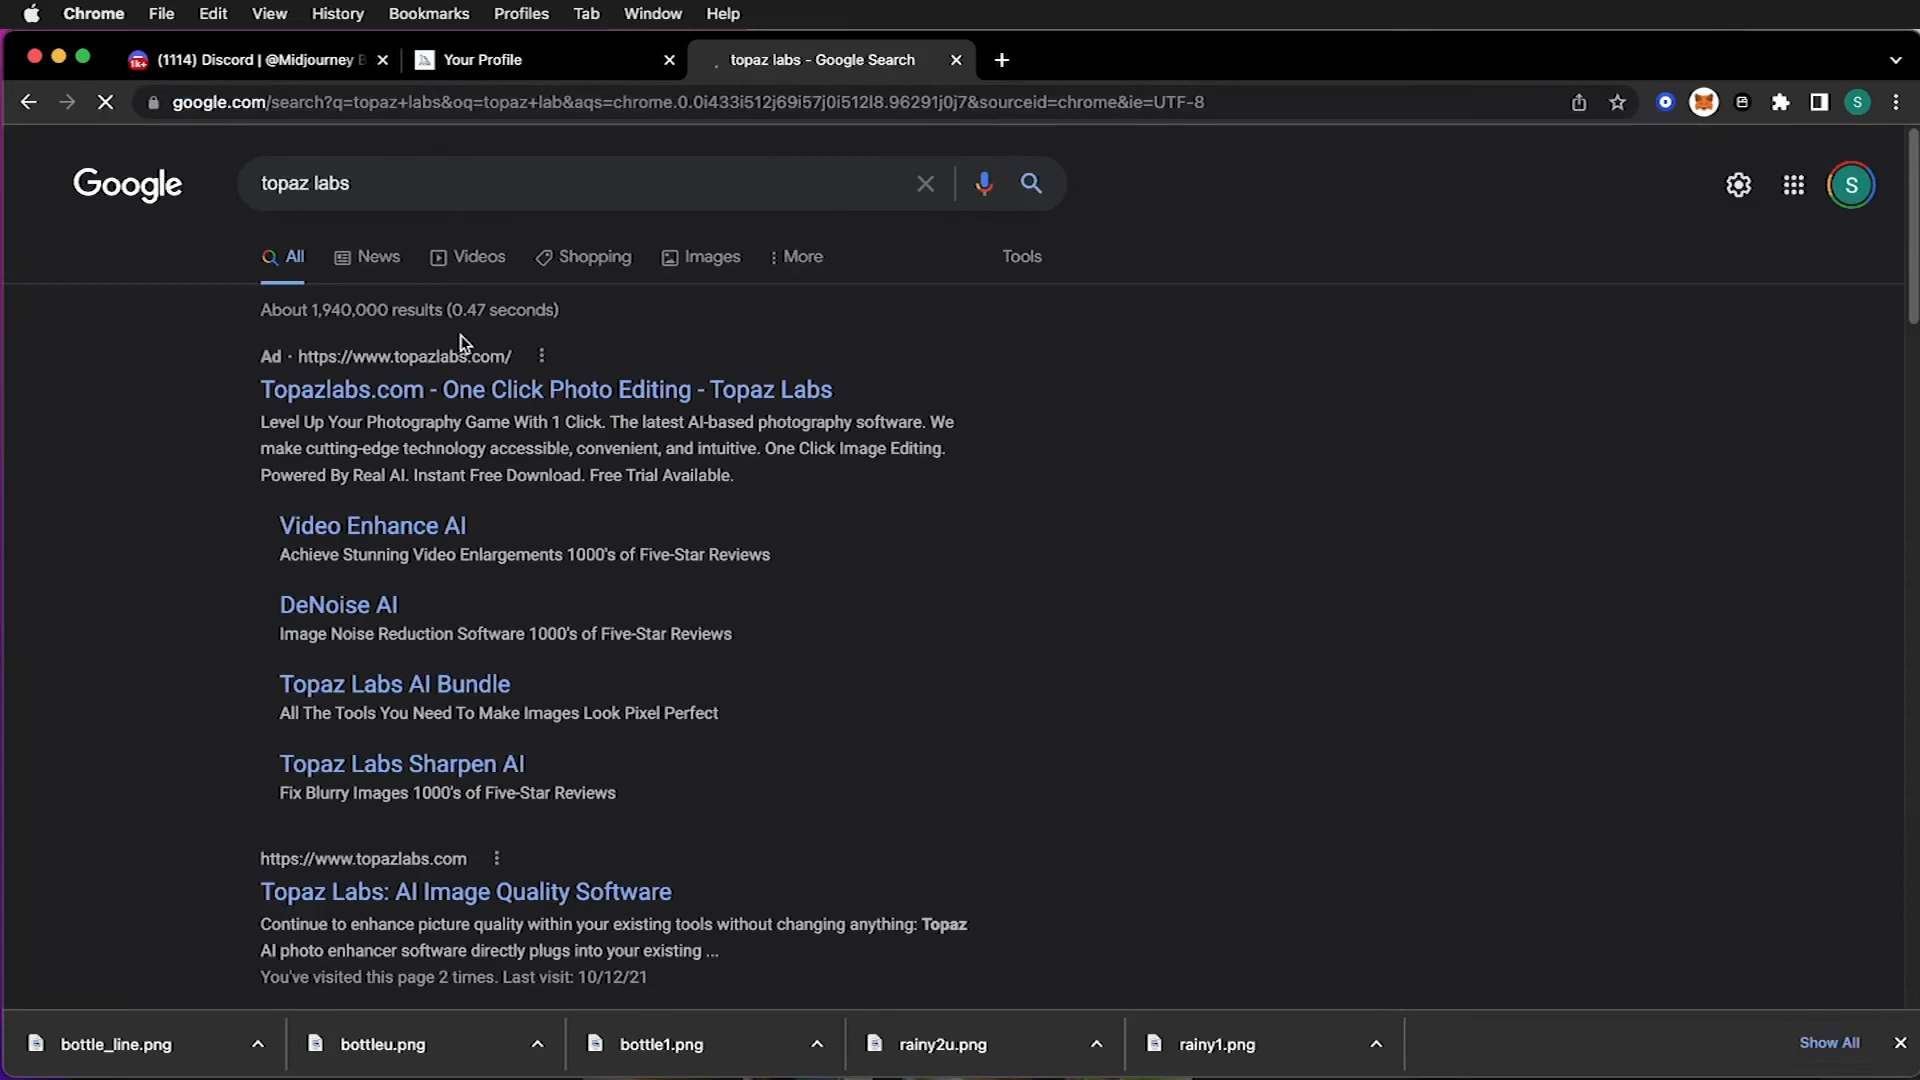 Chrome File Edit View History Bookmarks Profiles Tab Window Help
(1114) Discord | @Midjourney B Your Profile topaz labs - Google Search
google.com/search?q=topaz+labs&oq=topaz+lab&aqs=chrome.0.0i433i512j69i57j0i512l8.96291j0j7&sourceid=chrome&ie=UTF-8
S
Google topaz labs S
All News Videos Shopping Images More Tools
About 1,940,000 results (0.47 seconds)
Ad · https://www.topazlabs.com/
Topazlabs.com - One Click Photo Editing - Topaz Labs
Level Up Your Photography Game With 1 Click. The latest AI-based photography software. We
make cutting-edge technology accessible, convenient, and intuitive. One Click Image Editing.
Powered By Real AI. Instant Free Download. Free Trial Available.
Video Enhance AI
Achieve Stunning Video Enlargements 1000's of Five-Star Reviews
DeNoise AI
Image Noise Reduction Software 1000's of Five-Star Reviews
Topaz Labs AI Bundle
All The Tools You Need To Make Images Look Pixel Perfect
Topaz Labs Sharpen AI
Fix Blurry Images 1000's of Five-Star Reviews
https://www.topazlabs.com
Topaz Labs: AI Image Quality Software
Continue to enhance picture quality within your existing tools without changing anything: Topaz
AI photo enhancer software directly plugs into your existing ...
You've visited this page 2 times. Last visit: 10/12/21
bottle_line.png bottleu.png bottle1.png rainy2u.png rainy1.png Show All